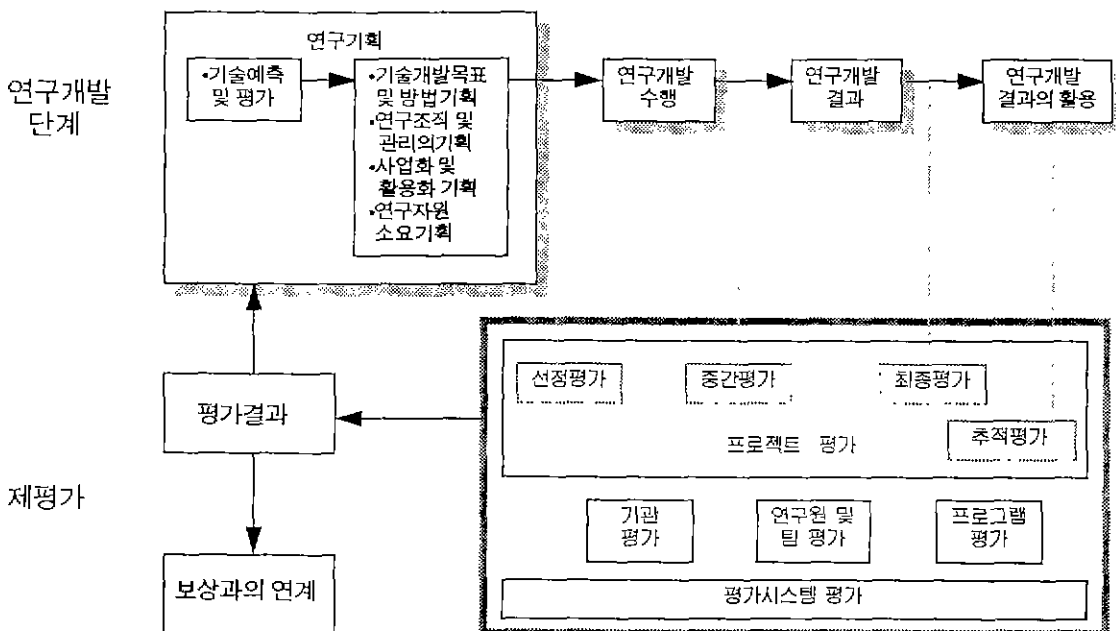 연구개발
단계
연구기획
•기술예측
및 평가
•기술개발목표
및 방법기획
•연구조직 및
관리의기획
•사업화 및
활용화 기획
•연구자원
소요기획
연구개발
수행
연구개발
결과
연구개발
결과의 활용
제평가
평가결과
보상과의 연계
선정평가
중간평가
최종평가
추적평가
프로젝트 평가
기관
평가
연구원 및
팀 평가
프로그램
평가
평가시스템 평가